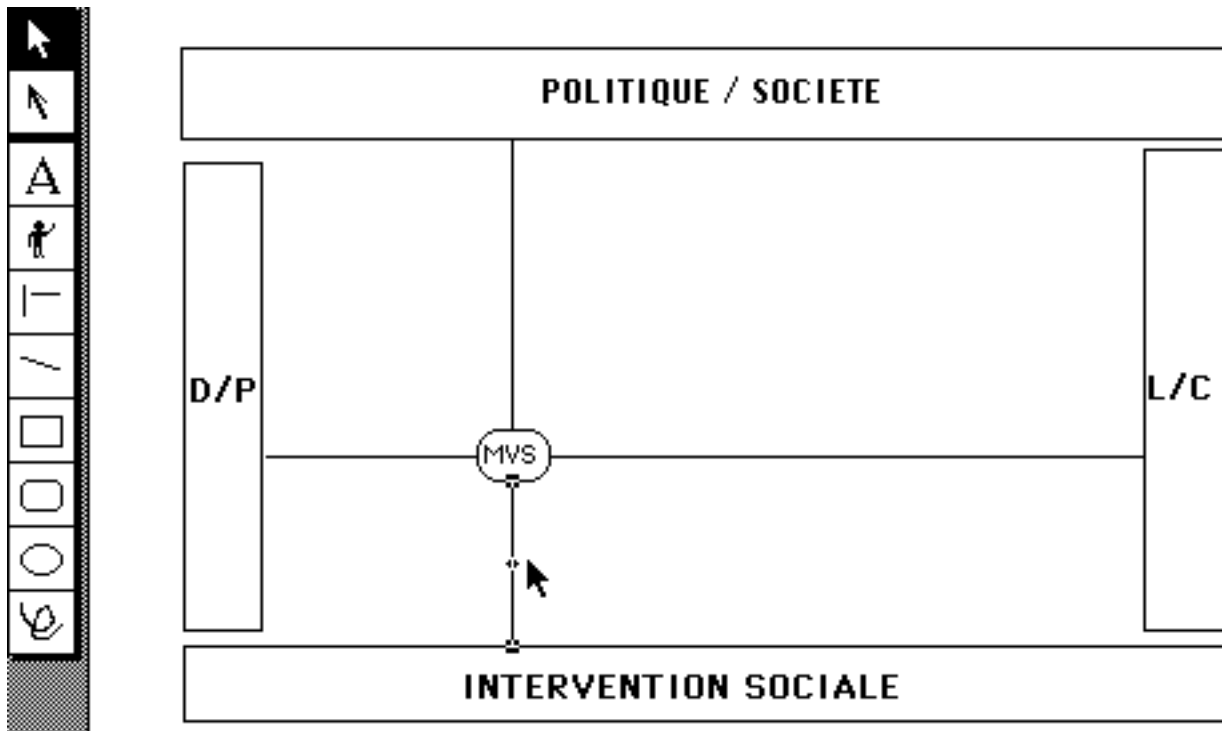 POLITIQUE / SOCIETE
A
D/P
L/C
MVS
INTERVENTION SOCIALE